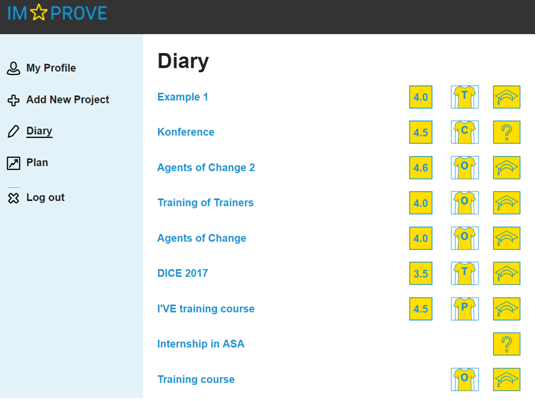 IM PROVE
My Profile
Add New Project
Diary
Plan
Log out
Diary
Example 1 4.0 T
Konference 4.5 C ?
Agents of Change 2 4.6 O
Training of Trainers 4.0 O
Agents of Change 4.0 O
DICE 2017 3.5 T
I'VE training course 4.5 P
Internship in ASA ?
Training course O